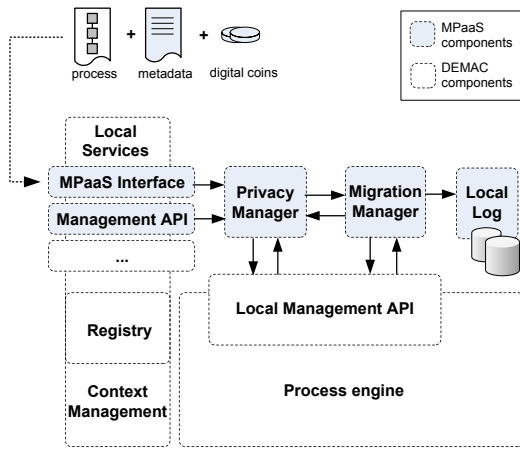 +
+
process
metadata
digital coins
MPaaS
components
DEMAC
components
Local
Services
MPaaS Interface
Management API
...
Privacy
Manager
Migration
Manager
Local
Log
Local Management API
Registry
Context
Management
Process engine